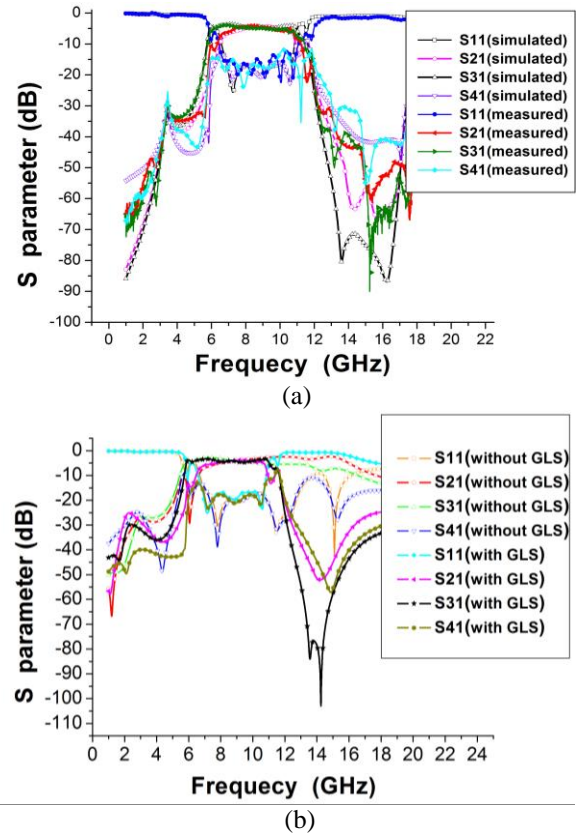 0
-10
-20
-30
-40
-50
-60
-70
-80
-90
-100
S parameter (dB)
0 2 4 6 8 10 12 14 16 18 20 22
Frequecy (GHz)
S11(simulated)
S21(simulated)
S31(simulated)
S41(simulated)
S11(measured)
S21(measured)
S31(measured)
S41(measured)
(a)
10
0
-10
-20
-30
-40
-50
-60
-70
-80
-90
-100
-110
S parameter (dB)
0 2 4 6 8 10 12 14 16 18 20 22 24
Frequecy (GHz)
S11(without GLS)
S21(without GLS)
S31(without GLS)
S41(without GLS)
S11(with GLS)
S21(with GLS)
S31(with GLS)
S41(with GLS)
(b)